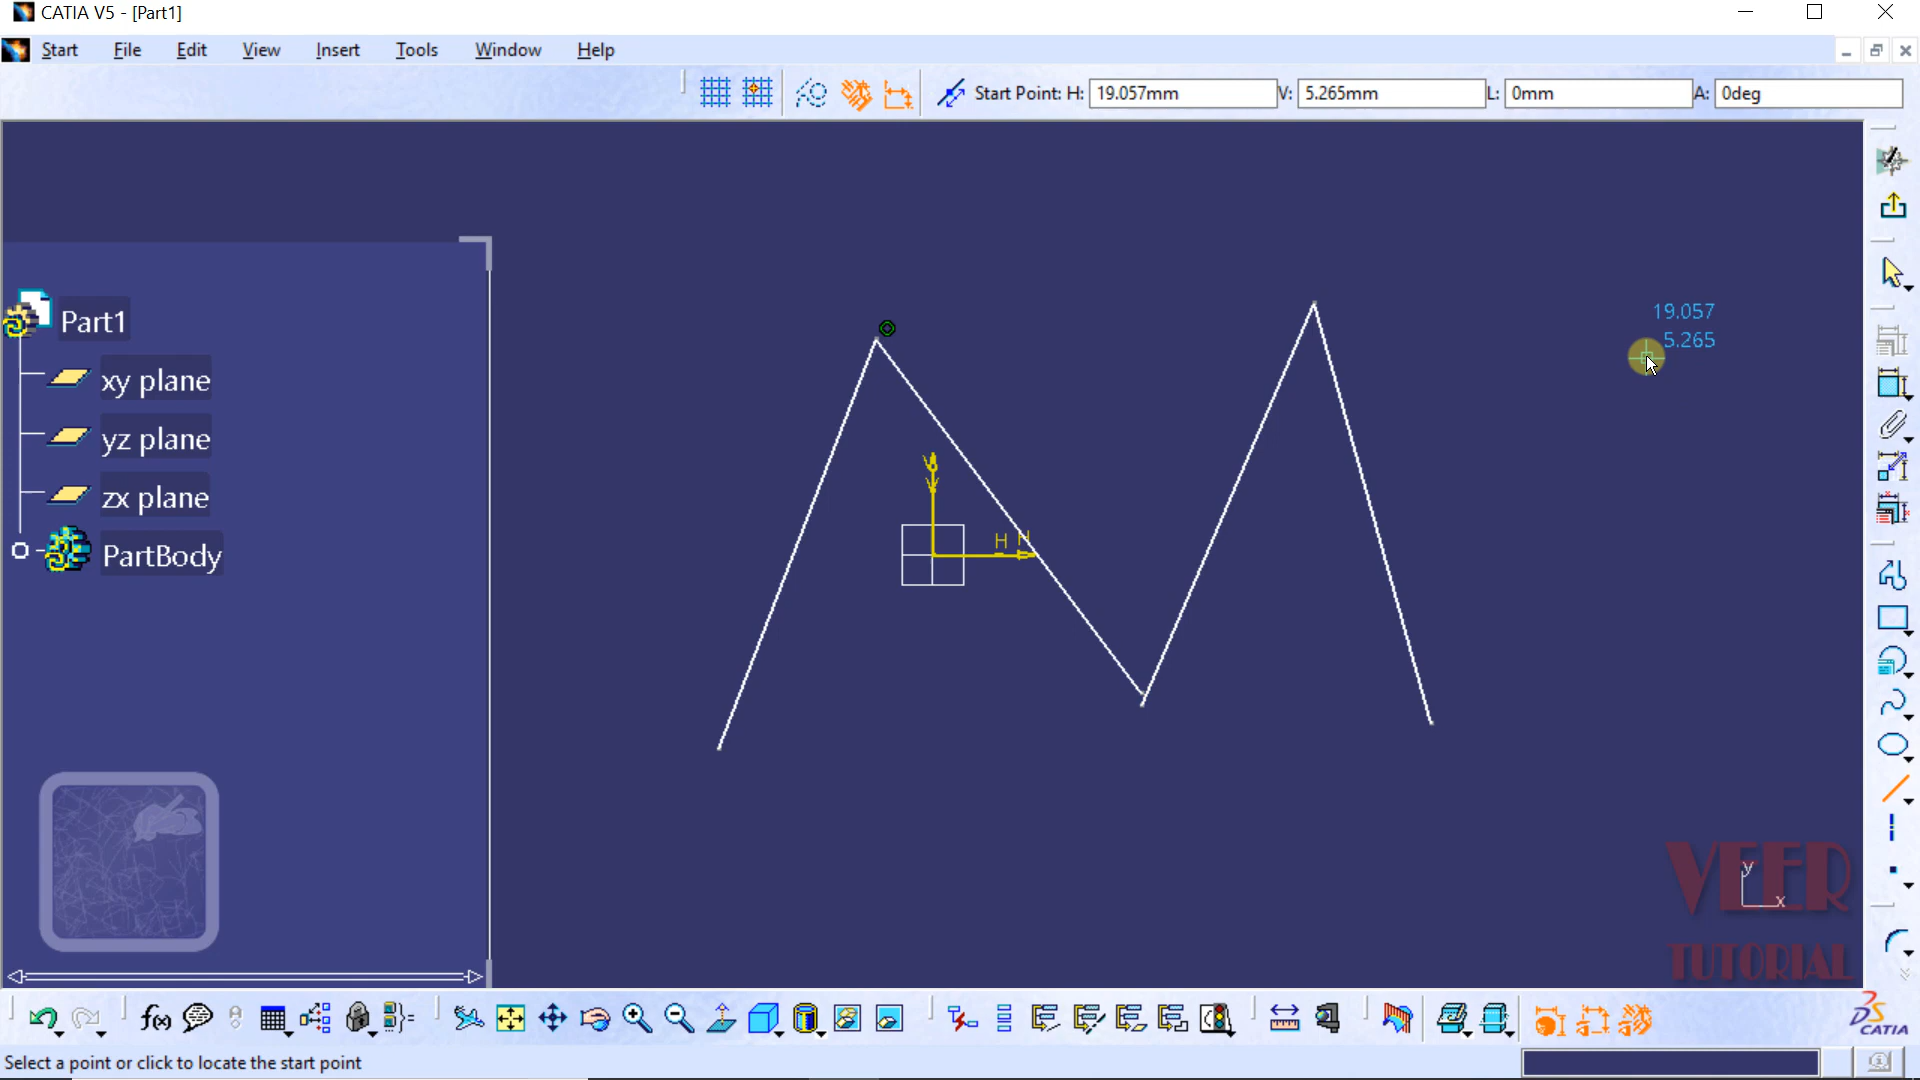 CATIA V5 - [Part1]
Start File Edit View Insert Tools Window Help
Start Point: H: 19.057mm V: 5.265mm L: 0mm A: 0deg
19.057
5.265
Part1
xy plane
yz plane
zx plane
PartBody
V
H H
y
x
VEER
TUTORIAL
f(x)
DS
CATIA
Select a point or click to locate the start point